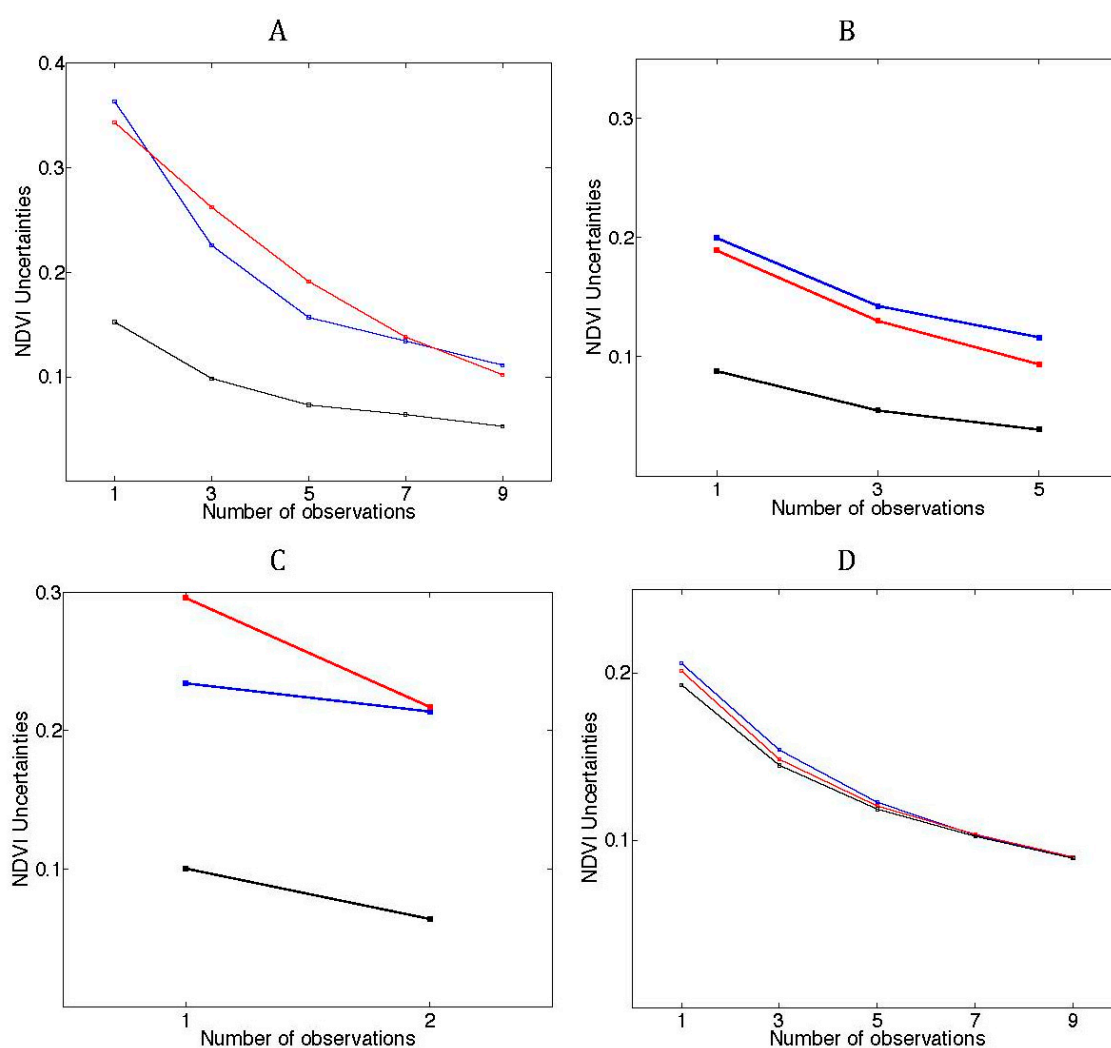 A
0.4
0.3
0.2
0.1
NDVI Uncertainties
1 3 5 7 9
Number of observations
B
0.3
0.2
0.1
NDVI Uncertainties
1 3 5
Number of observations
C
0.3
0.2
0.1
NDVI Uncertainties
1 2
Number of observations
D
0.2
0.1
NDVI Uncertainties
1 3 5 7 9
Number of observations